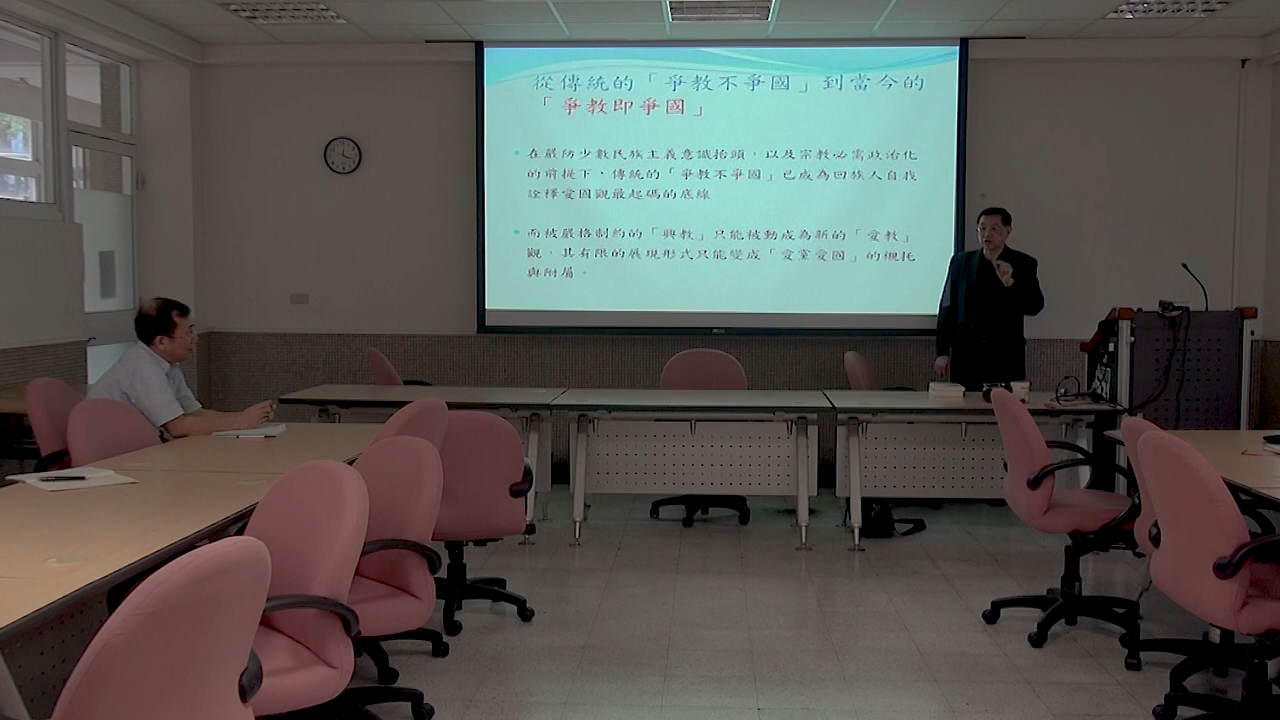 從傳統的「爭教不爭國」到當今的
「爭教即爭國」
在嚴防少數民族主義意識抬頭，以及宗教必需政治化
的前提下，傳統的「爭教不爭國」已成為回族人自我
詮釋愛國觀最起碼的底線
而被嚴格制約的「興教」只能被動成為新的「愛教」
觀，其有限的展現形式只能變成「愛黨愛國」的襯托
與附屬。